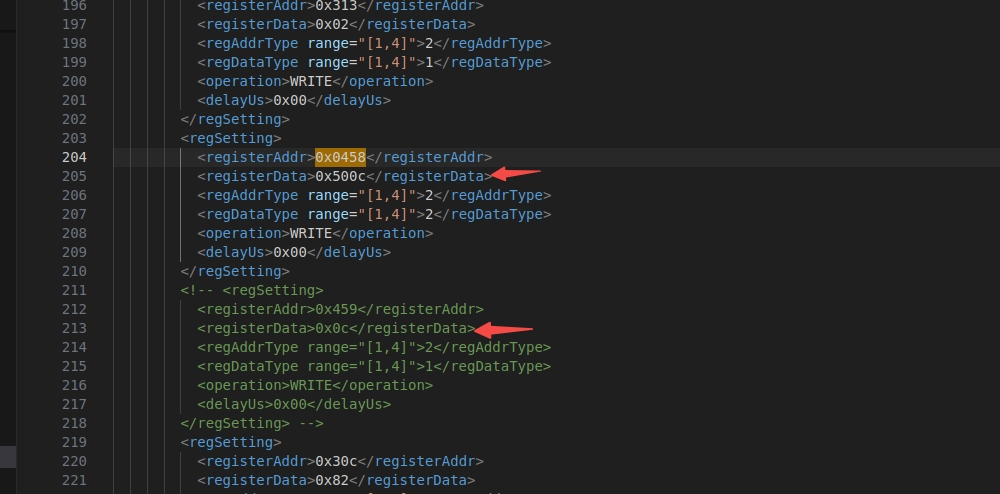 196 <registerAddr>0x313</registerAddr>
197 <registerData>0x02</registerData>
198 <regAddrType range="[1,4]">2</regAddrType>
199 <regDataType range="[1,4]">1</regDataType>
200 <operation>WRITE</operation>
201 <delayUs>0x00</delayUs>
202 </regSetting>
203 <regSetting>
204 <registerAddr>0x0458</registerAddr>
205 <registerData>0x500c</registerData>
206 <regAddrType range="[1,4]">2</regAddrType>
207 <regDataType range="[1,4]">2</regDataType>
208 <operation>WRITE</operation>
209 <delayUs>0x00</delayUs>
210 </regSetting>
211 <!-- <regSetting>
212 <registerAddr>0x459</registerAddr>
213 <registerData>0x0c</registerData>
214 <regAddrType range="[1,4]">2</regAddrType>
215 <regDataType range="[1,4]">1</regDataType>
216 <operation>WRITE</operation>
217 <delayUs>0x00</delayUs>
218 </regSetting> -->
219 <regSetting>
220 <registerAddr>0x30c</registerAddr>
221 <registerData>0x82</registerData>